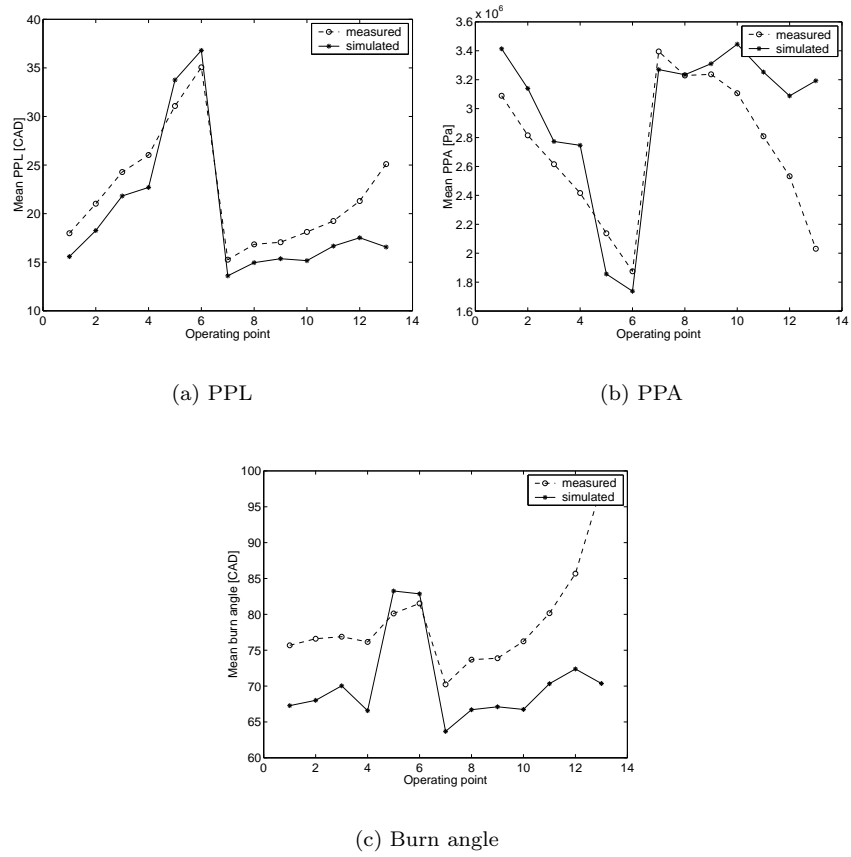 measured
simulated
40
35
30
25
20
15
10
Mean PPL [CAD]
0 2 4 6 8 10 12 14
Operating point
(a) PPL
x 10^6
measured
simulated
3.6
3.4
3.2
3
2.8
2.6
2.4
2.2
2
1.8
1.6
Mean PPA [Pa]
0 2 4 6 8 10 12 14
Operating point
(b) PPA
measured
simulated
100
95
90
85
80
75
70
65
60
Mean burn angle [CAD]
0 2 4 6 8 10 12 14
Operating point
(c) Burn angle